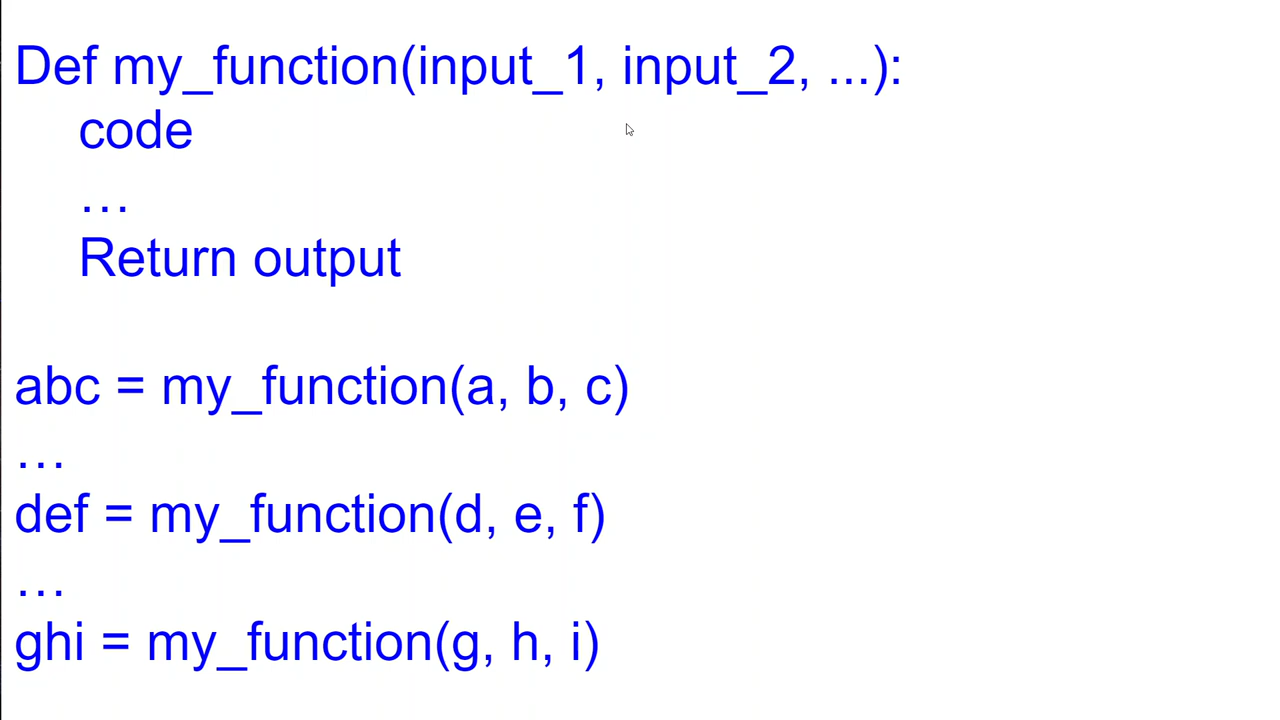 Def my_function(input_1, input_2, ...):
code
…
Return output
abc = my_function(a, b, c)
…
def = my_function(d, e, f)
…
ghi = my_function(g, h, i)